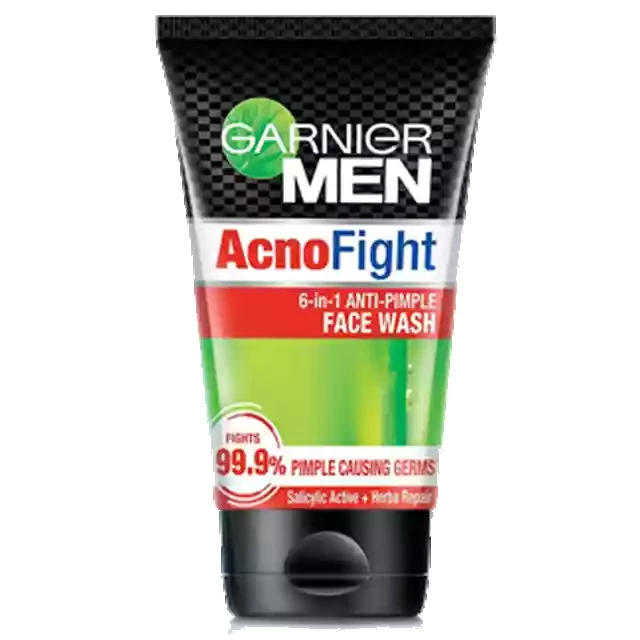 GARNIER
MEN
AcnoFight
6-in-1 ANTI-PIMPLE
FACE WASH
FIGHTS
99.9% PIMPLE CAUSING GERMS
Salicylic Active + Herba Repair